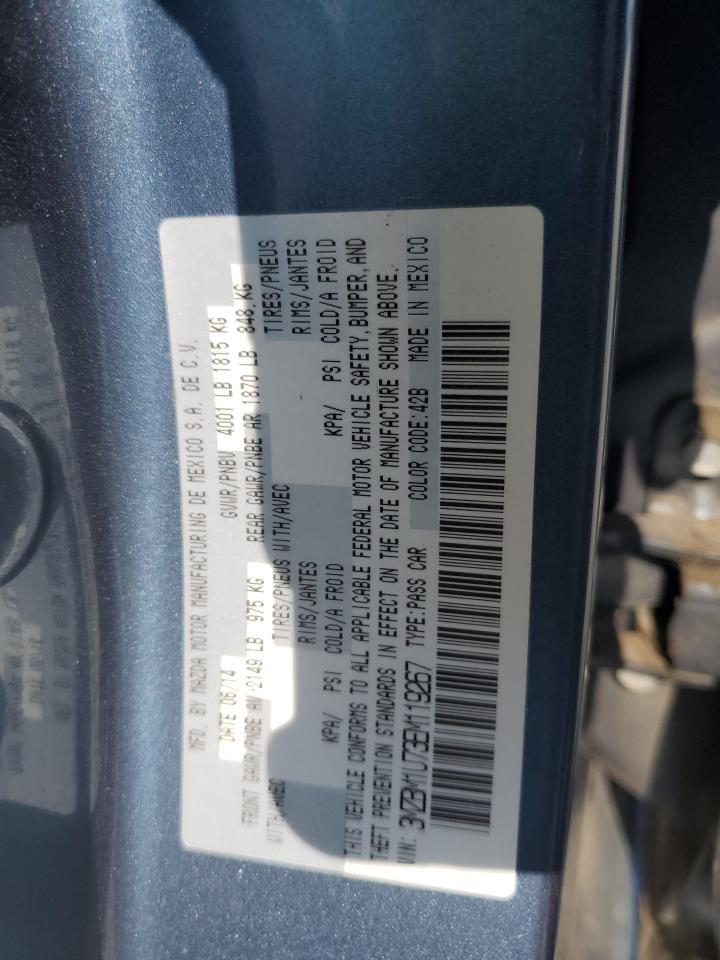 MFD. BY MAZDA MOTOR MANUFACTURING DE MEXICO S.A. DE C.V.
DATE 06/14 GVWR/PNBV 4001 LB 1815 KG
FRONT GAWR/PNBE AV 2149 LB 975 KG REAR GAWR/PNBE AR 1870 LB 848 KG
WITH/AVEC TIRES/PNEUS WITH/AVEC TIRES/PNEUS
RIMS/JANTES RIMS/JANTES
KPA/ PSI COLD/A FROID KPA/ PSI COLD/A FROID
THIS VEHICLE CONFORMS TO ALL APPLICABLE FEDERAL MOTOR VEHICLE SAFETY, BUMPER, AND
THEFT PREVENTION STANDARDS IN EFFECT ON THE DATE OF MANUFACTURE SHOWN ABOVE.
VIN: 3MZBM1U73EM119267 TYPE:PASS CAR COLOR CODE:42B MADE IN MEXICO